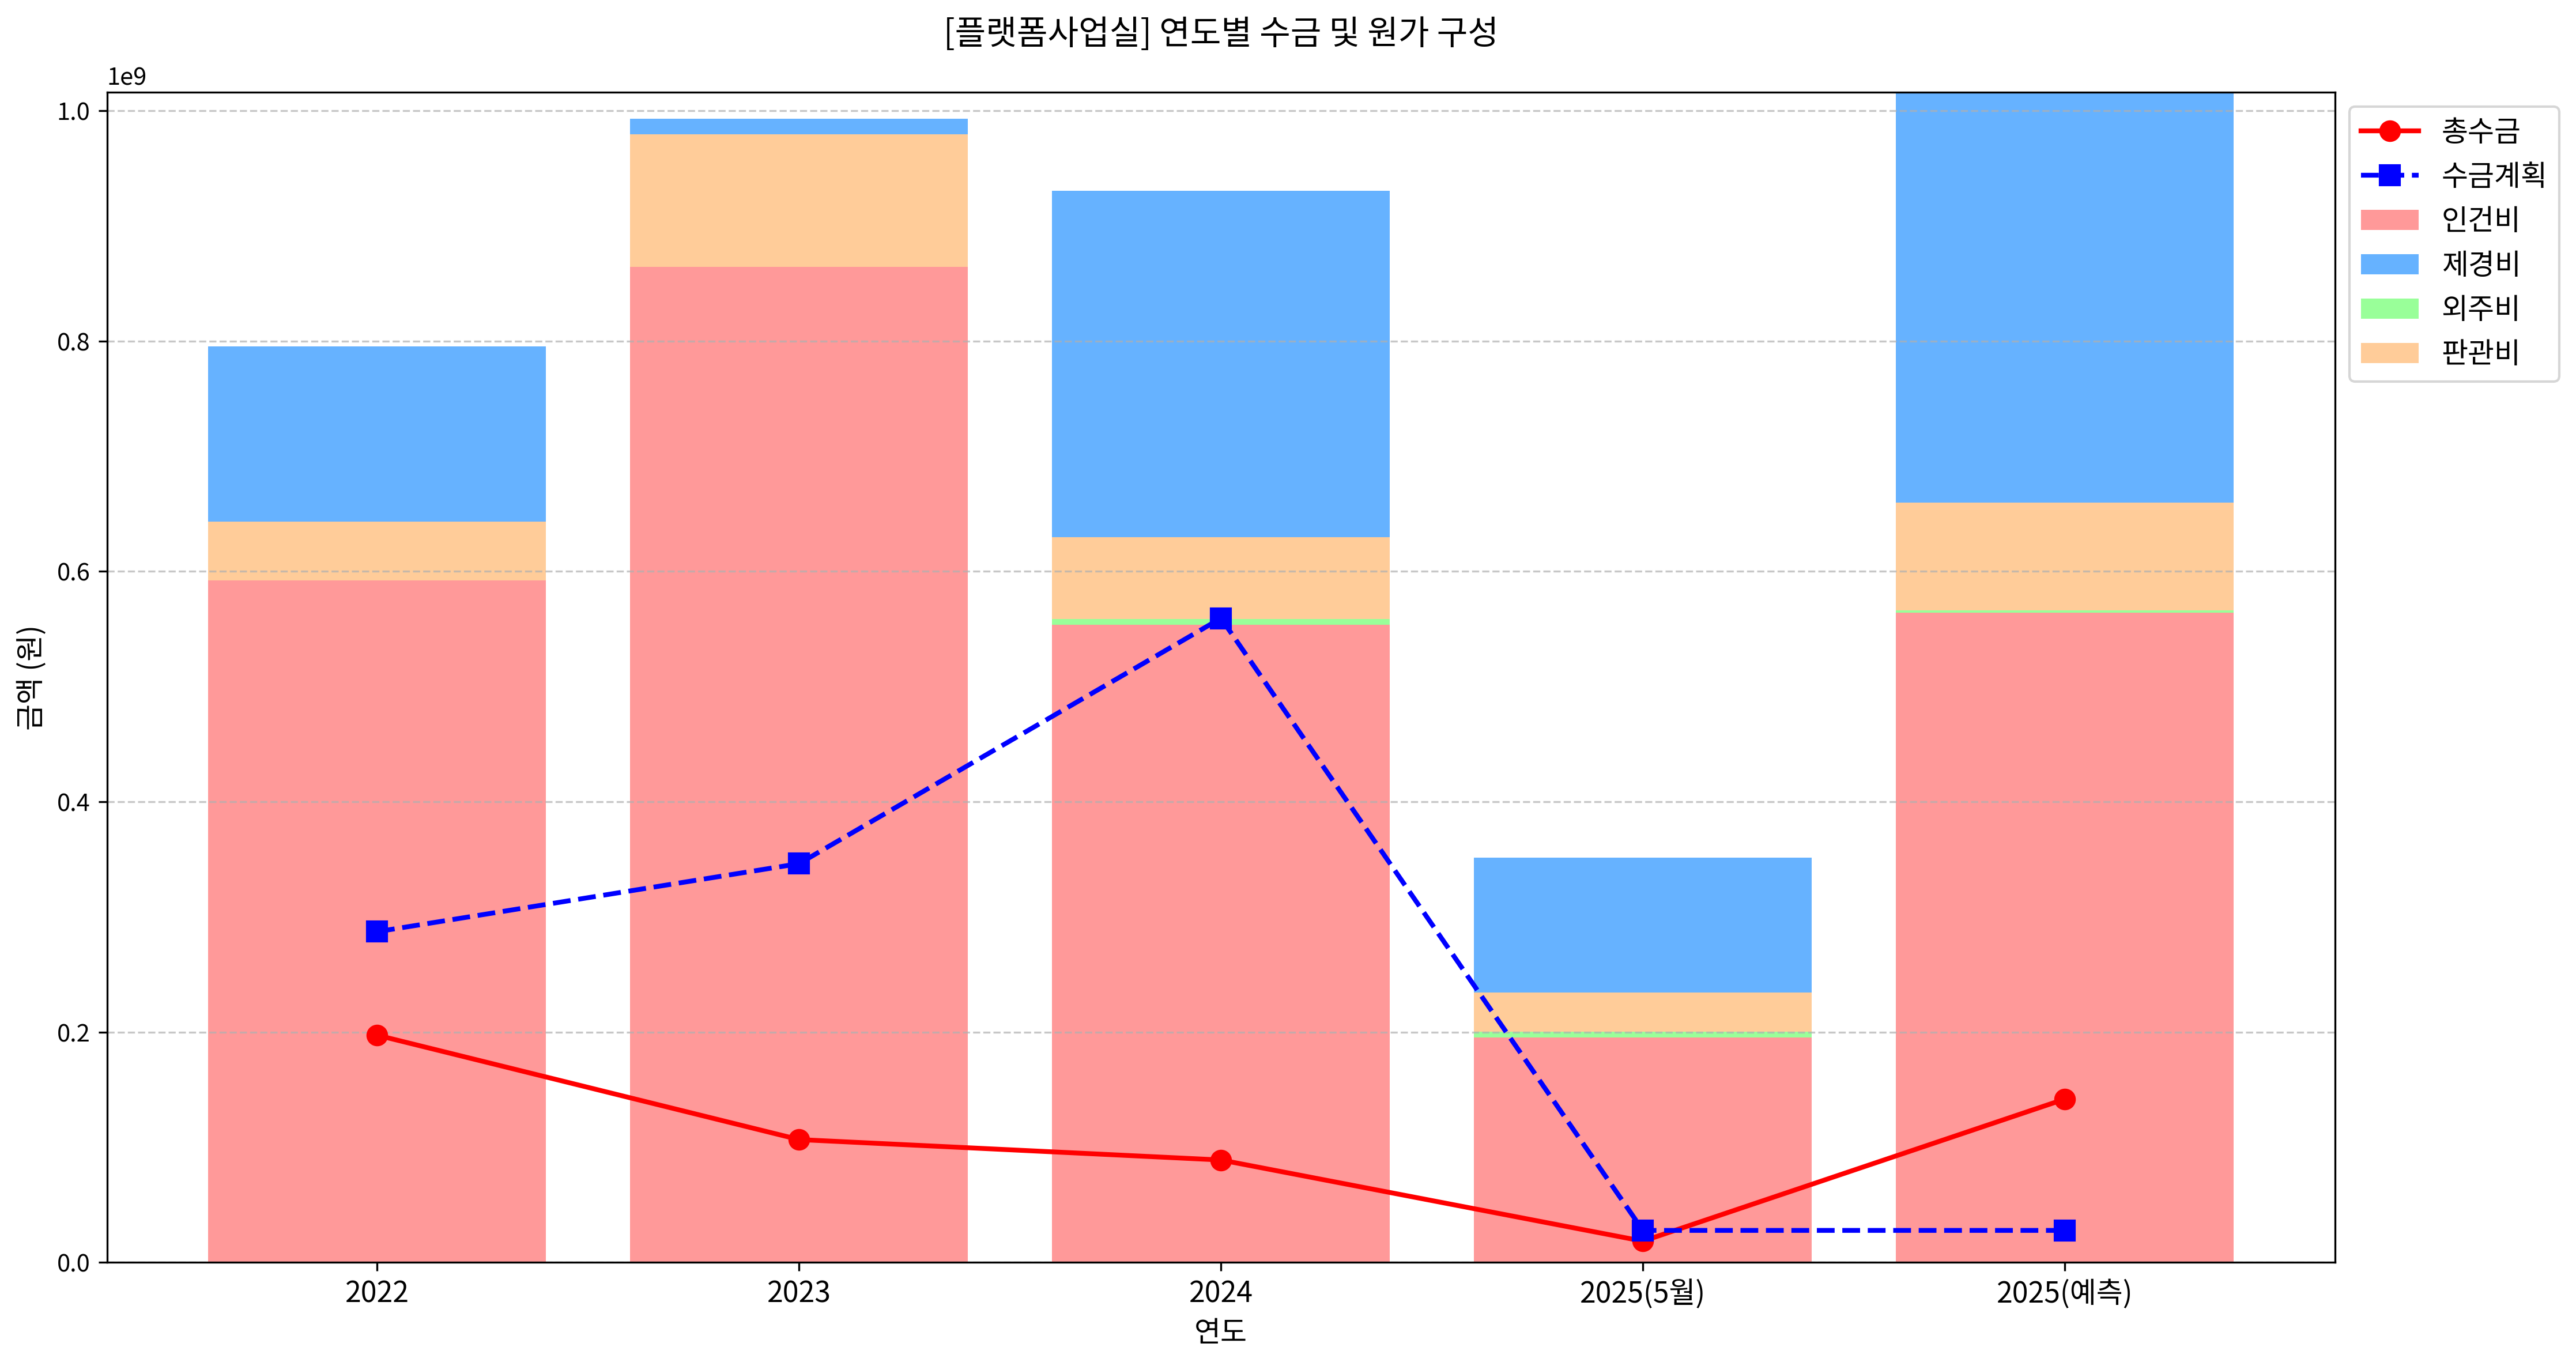 [플랫폼사업실] 연도별 수금 및 원가 구성
1e9
1.0
0.8
0.6
0.4
0.2
0.0
금액 (원)
2022
2023
2024
2025(5월)
2025(예측)
연도
총수금
수금계획
인건비
제경비
외주비
판관비